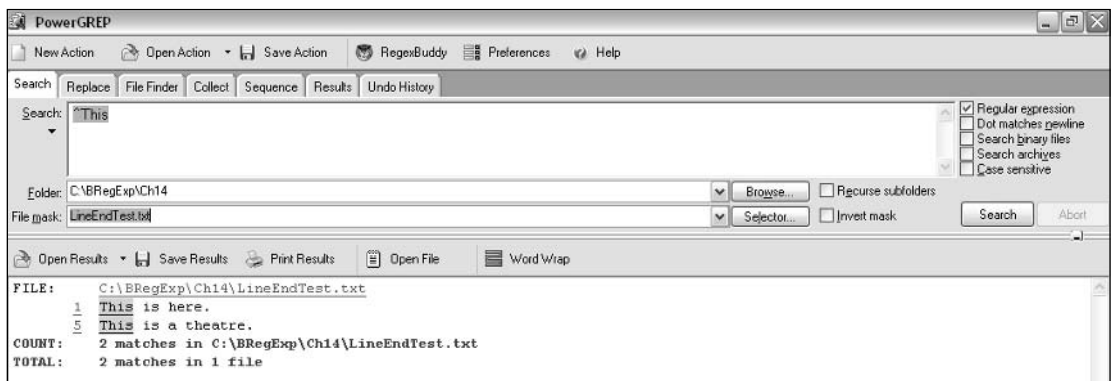 PowerGREP
New Action Open Action Save Action RegexBuddy Preferences Help
Search Replace File Finder Collect Sequence Results Undo History
Search: ^This
Regular expression
Dot matches newline
Search binary files
Search archives
Case sensitive
Folder: C:\BRegExp\Ch14 Browse... Recurse subfolders
File mask: LineEndTest.txt Selector... Invert mask Search Abort
Open Results Save Results Print Results Open File Word Wrap
FILE: C:\BRegExp\Ch14\LineEndTest.txt
1 This is here.
5 This is a theatre.
COUNT: 2 matches in C:\BRegExp\Ch14\LineEndTest.txt
TOTAL: 2 matches in 1 file